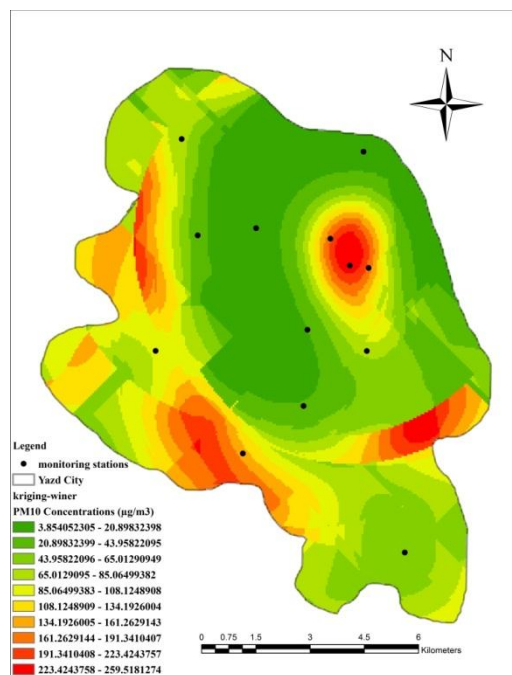 N
Legend
monitoring stations
Yazd City
kriging-winer
PM10 Concentrations (µg/m3)
3.854052305 - 20.89832398
20.89832399 - 43.95822095
43.95822096 - 65.01290949
65.0129095 - 85.06499382
85.06499383 - 108.1248908
108.1248909 - 134.1926004
134.1926005 - 161.2629143
161.2629144 - 191.3410407
191.3410408 - 223.4243757
223.4243758 - 259.5181274
0 0.75 1.5 3 4.5 6
Kilometers